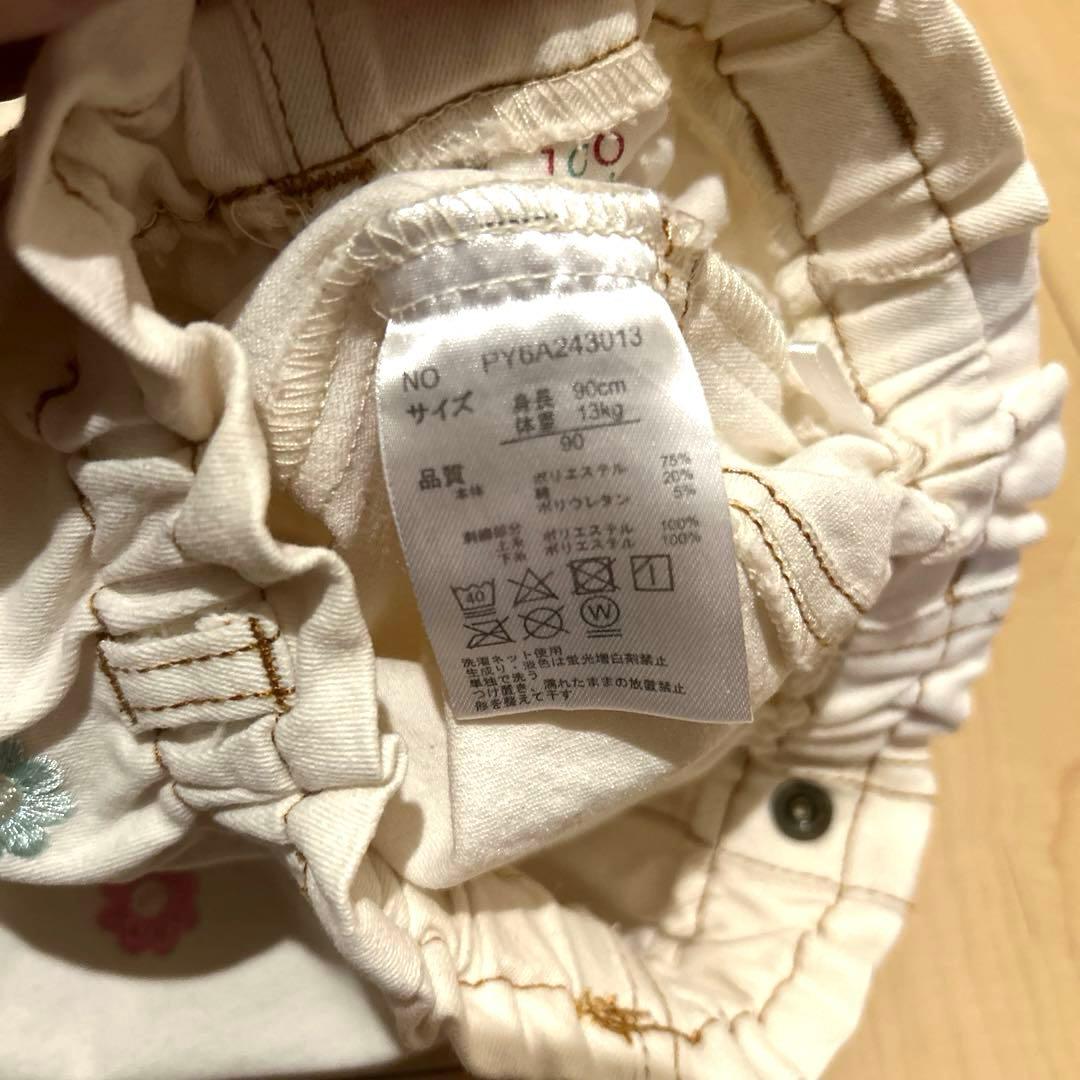 100
NO PY6A243013
サイズ 身長 90cm
体重 13kg
90
品質
本体 ポリエステル 75%
綿 20%
ポリウレタン 5%
刺繍部分
上糸 ポリエステル 100%
下糸 ポリエステル 100%
40
W
洗濯ネット使用
生成り・淡色は蛍光増白剤禁止
単独で洗う
つけ置き、濡れたままの放置禁止
形を整えて干す